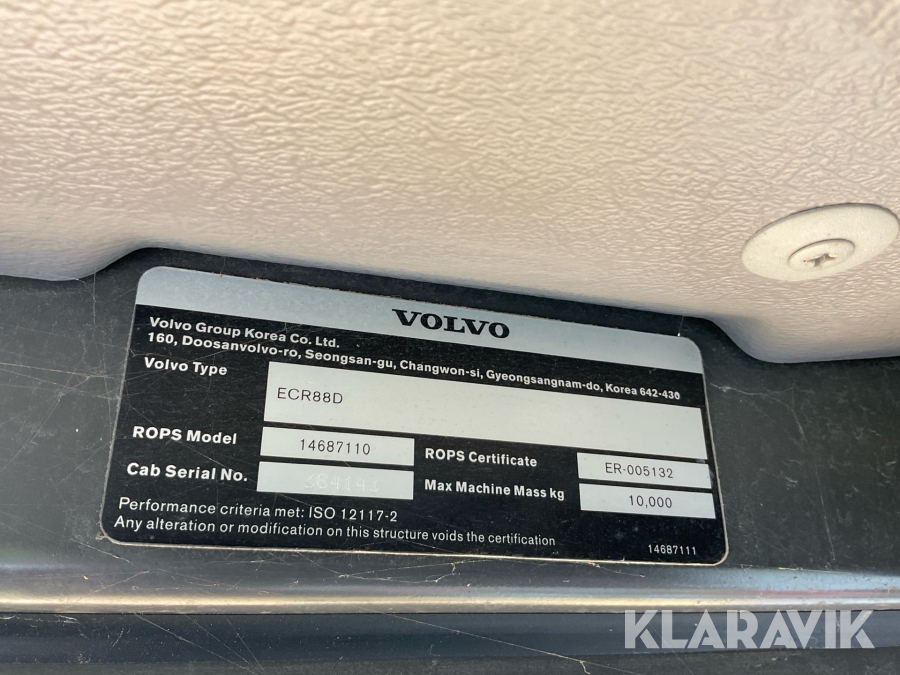 VOLVO
Volvo Group Korea Co. Ltd.
160, Doosanvolvo-ro, Seongsan-gu, Changwon-si, Gyeongsangnam-do, Korea 642-430
Volvo Type
ECR88D
ROPS Model
14687110
ROPS Certificate
ER-005132
Cab Serial No.
Max Machine Mass kg
10,000
Performance criteria met: ISO 12117-2
Any alteration or modification on this structure voids the certification
14687111
KLARAVIK